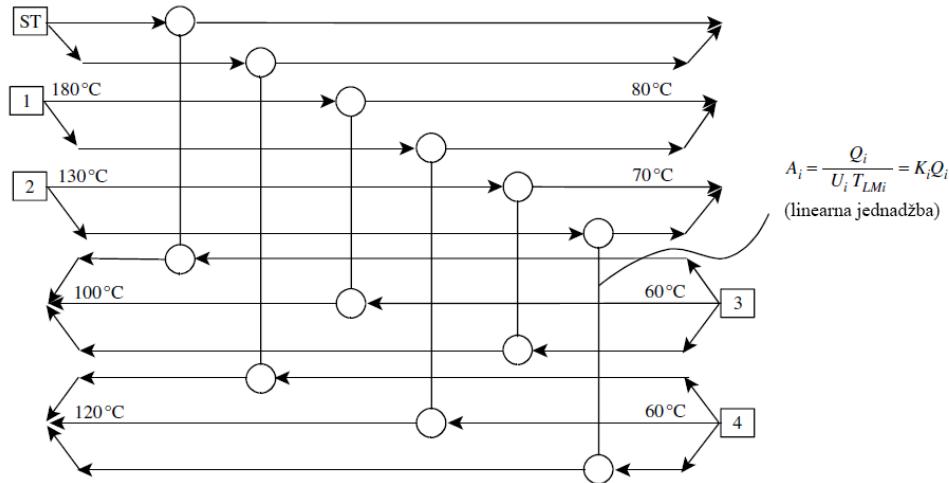 ST
1
180°C
80°C
2
130°C
70°C
A_i = Q_i / (U_i T_LMi) = K_i Q_i
(linearna jednadžba)
100°C
60°C
3
120°C
60°C
4